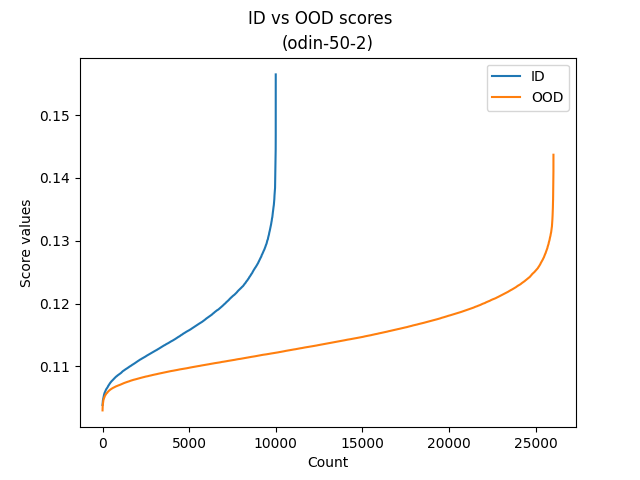 ID vs OOD scores
(odin-50-2)
ID
OOD
0.15
0.14
0.13
0.12
0.11
Score values
0
5000
10000
15000
20000
25000
Count